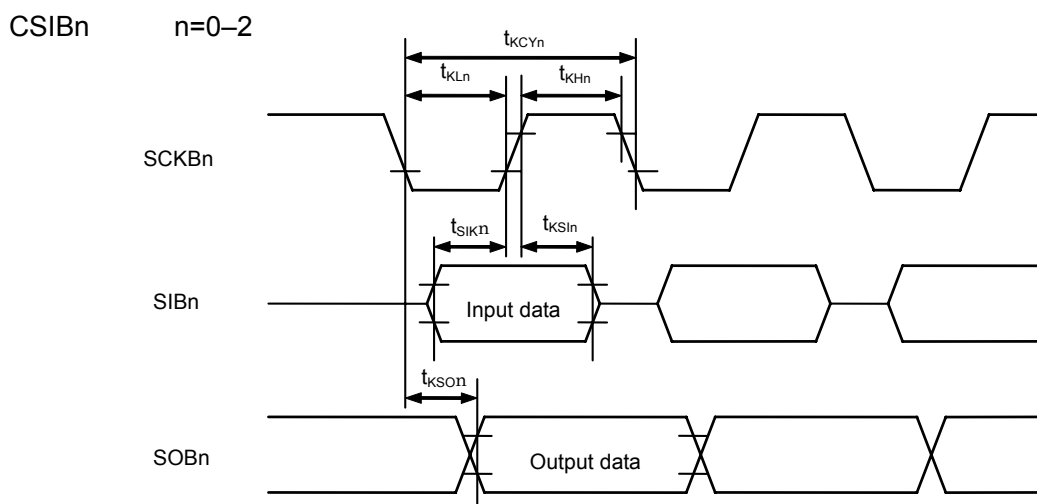 CSIBn n=0–2
tKCYn
tKLn tKHn
SCKBn
tSIKn tKSIn
SIBn Input data
tKSOn
SOBn Output data